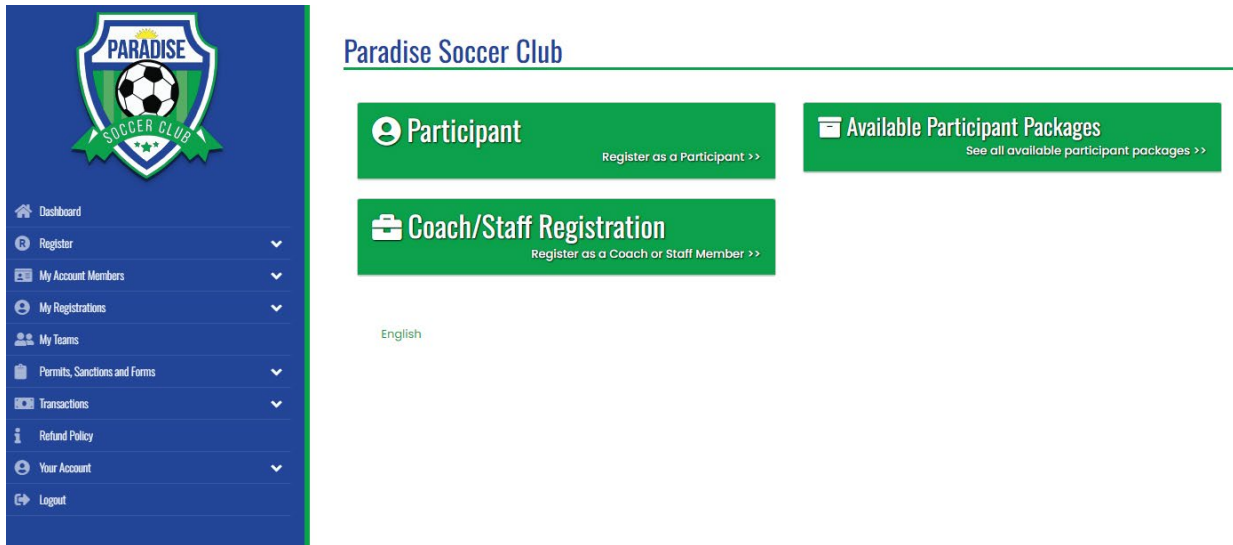 PARADISE
SOCCER CLUB
Dashboard
Register
My Account Members
My Registrations
My Teams
Permits, Sanctions and Forms
Transactions
Refund Policy
Your Account
Logout
Paradise Soccer Club
Participant
Register as a Participant >>
Available Participant Packages
See all available participant packages >>
Coach/Staff Registration
Register as a Coach or Staff Member >>
English